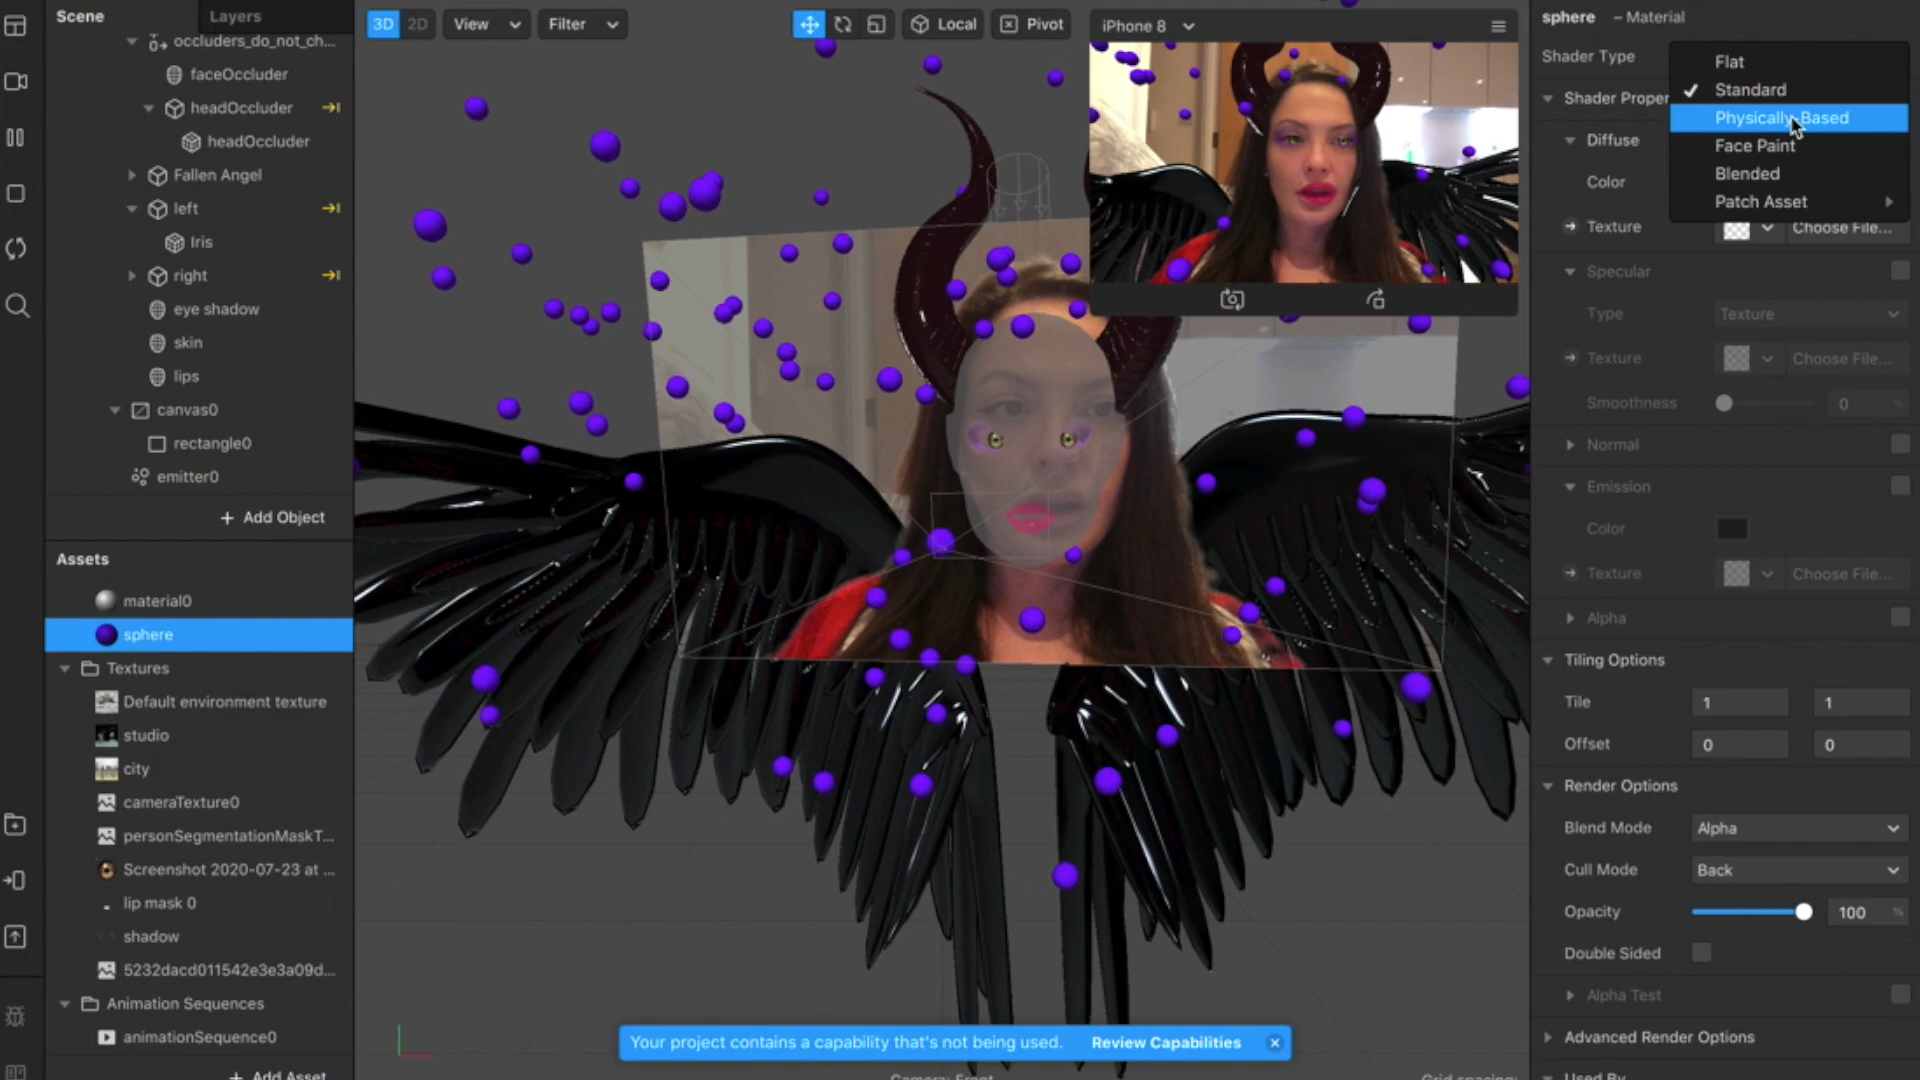 Scene
Layers
occluders_do_not_ch...
faceOccluder
headOccluder
headOccluder
Fallen Angel
left
Iris
right
eye shadow
skin
lips
canvas0
rectangle0
emitter0
+ Add Object
Assets
material0
sphere
Textures
Default environment texture
studio
city
cameraTexture0
personSegmentationMaskT...
Screenshot 2020-07-23 at ...
lip mask 0
shadow
5232dacd011542e3e3a09d...
Animation Sequences
animationSequence0
+ Add Asset
3D 2D
View
Filter
Local
Pivot
iPhone 8
Your project contains a capability that's not being used. Review Capabilities
Camera: Front
Grid spacing:
sphere – Material
Shader Type
Flat
Standard
Physically-Based
Face Paint
Blended
Patch Asset
Shader Proper
Diffuse
Color
Texture Choose File...
Specular
Type Texture
Texture Choose File...
Smoothness 0 %
Normal
Emission
Color
Texture Choose File...
Alpha
Tiling Options
Tile 1 1
Offset 0 0
Render Options
Blend Mode Alpha
Cull Mode Back
Opacity 100 %
Double Sided
Alpha Test
Advanced Render Options
Used By